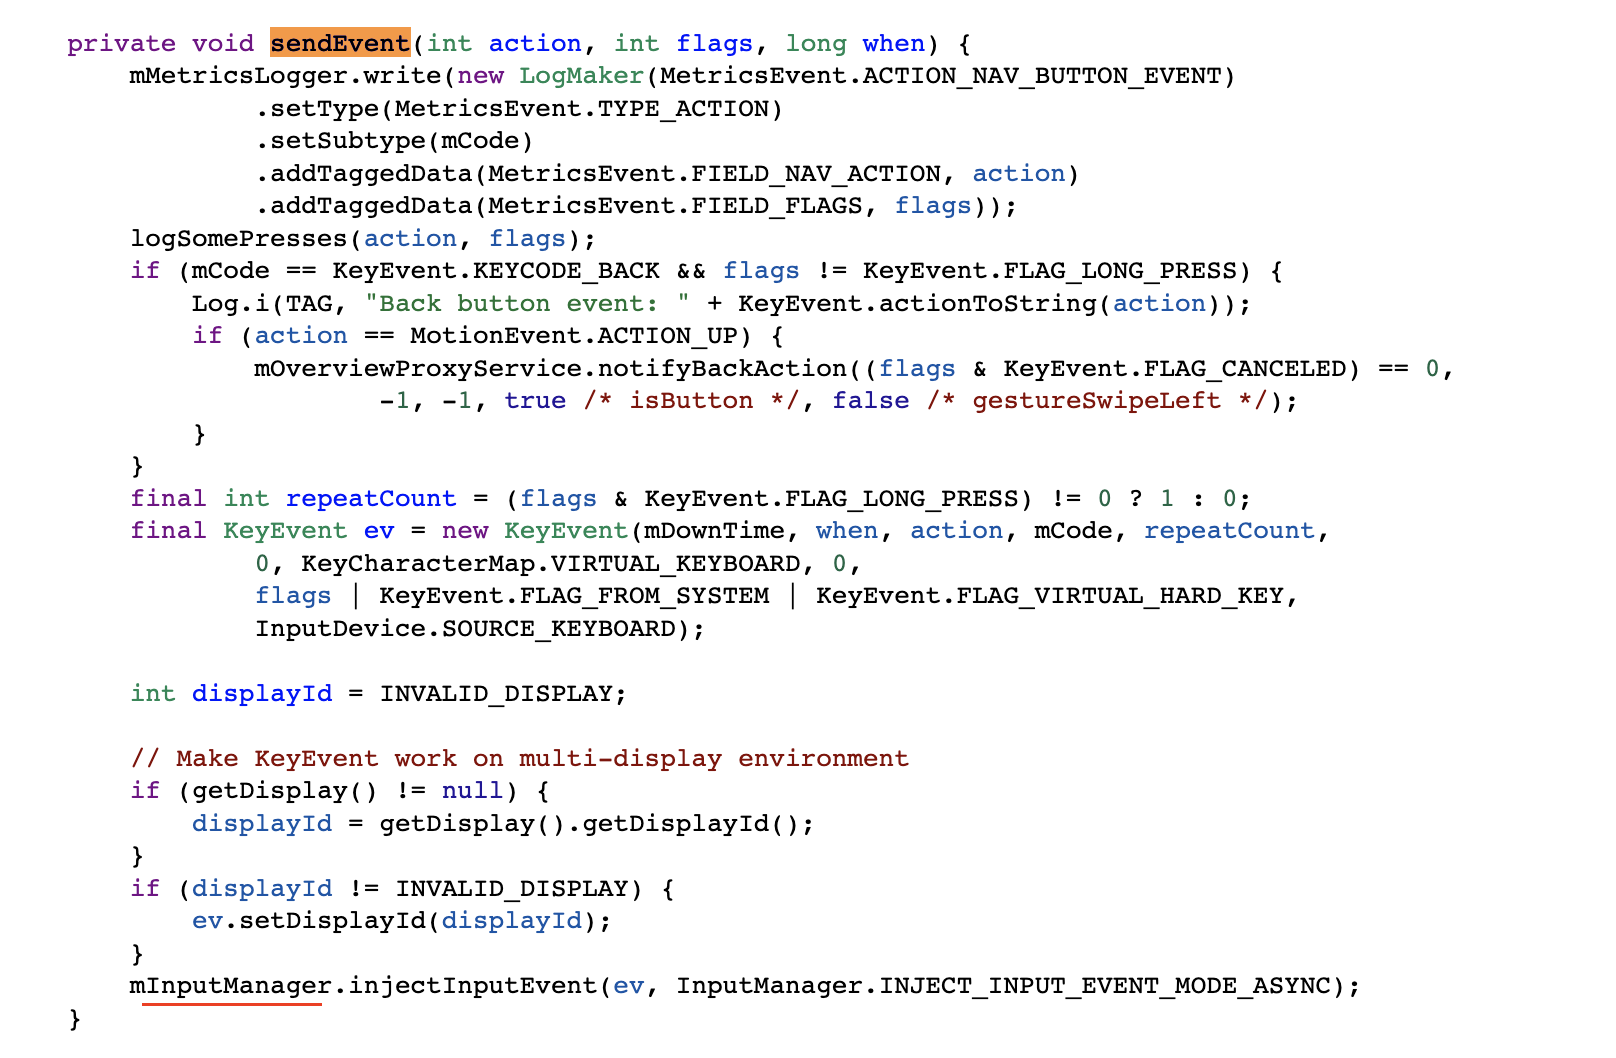 private void sendEvent(int action, int flags, long when) {
mMetricsLogger.write(new LogMaker(MetricsEvent.ACTION_NAV_BUTTON_EVENT)
.setType(MetricsEvent.TYPE_ACTION)
.setSubtype(mCode)
.addTaggedData(MetricsEvent.FIELD_NAV_ACTION, action)
.addTaggedData(MetricsEvent.FIELD_FLAGS, flags));
logSomePresses(action, flags);
if (mCode == KeyEvent.KEYCODE_BACK && flags != KeyEvent.FLAG_LONG_PRESS) {
Log.i(TAG, "Back button event: " + KeyEvent.actionToString(action));
if (action == MotionEvent.ACTION_UP) {
mOverviewProxyService.notifyBackAction((flags & KeyEvent.FLAG_CANCELED) == 0,
-1, -1, true /* isButton */, false /* gestureSwipeLeft */);
}
}
final int repeatCount = (flags & KeyEvent.FLAG_LONG_PRESS) != 0 ? 1 : 0;
final KeyEvent ev = new KeyEvent(mDownTime, when, action, mCode, repeatCount,
0, KeyCharacterMap.VIRTUAL_KEYBOARD, 0,
flags | KeyEvent.FLAG_FROM_SYSTEM | KeyEvent.FLAG_VIRTUAL_HARD_KEY,
InputDevice.SOURCE_KEYBOARD);
int displayId = INVALID_DISPLAY;
// Make KeyEvent work on multi-display environment
if (getDisplay() != null) {
displayId = getDisplay().getDisplayId();
}
if (displayId != INVALID_DISPLAY) {
ev.setDisplayId(displayId);
}
mInputManager.injectInputEvent(ev, InputManager.INJECT_INPUT_EVENT_MODE_ASYNC);
}